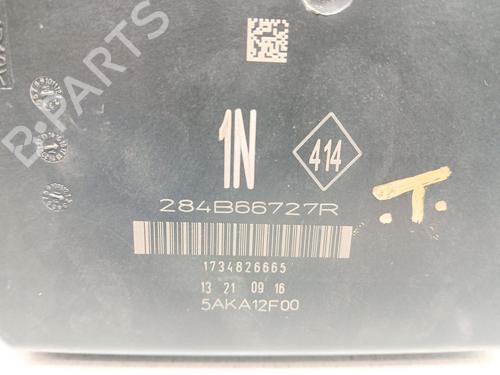 B-PARTS
1N
414
284B66727R
.T.
1734826665
13 21 09 16
5AKA12F00